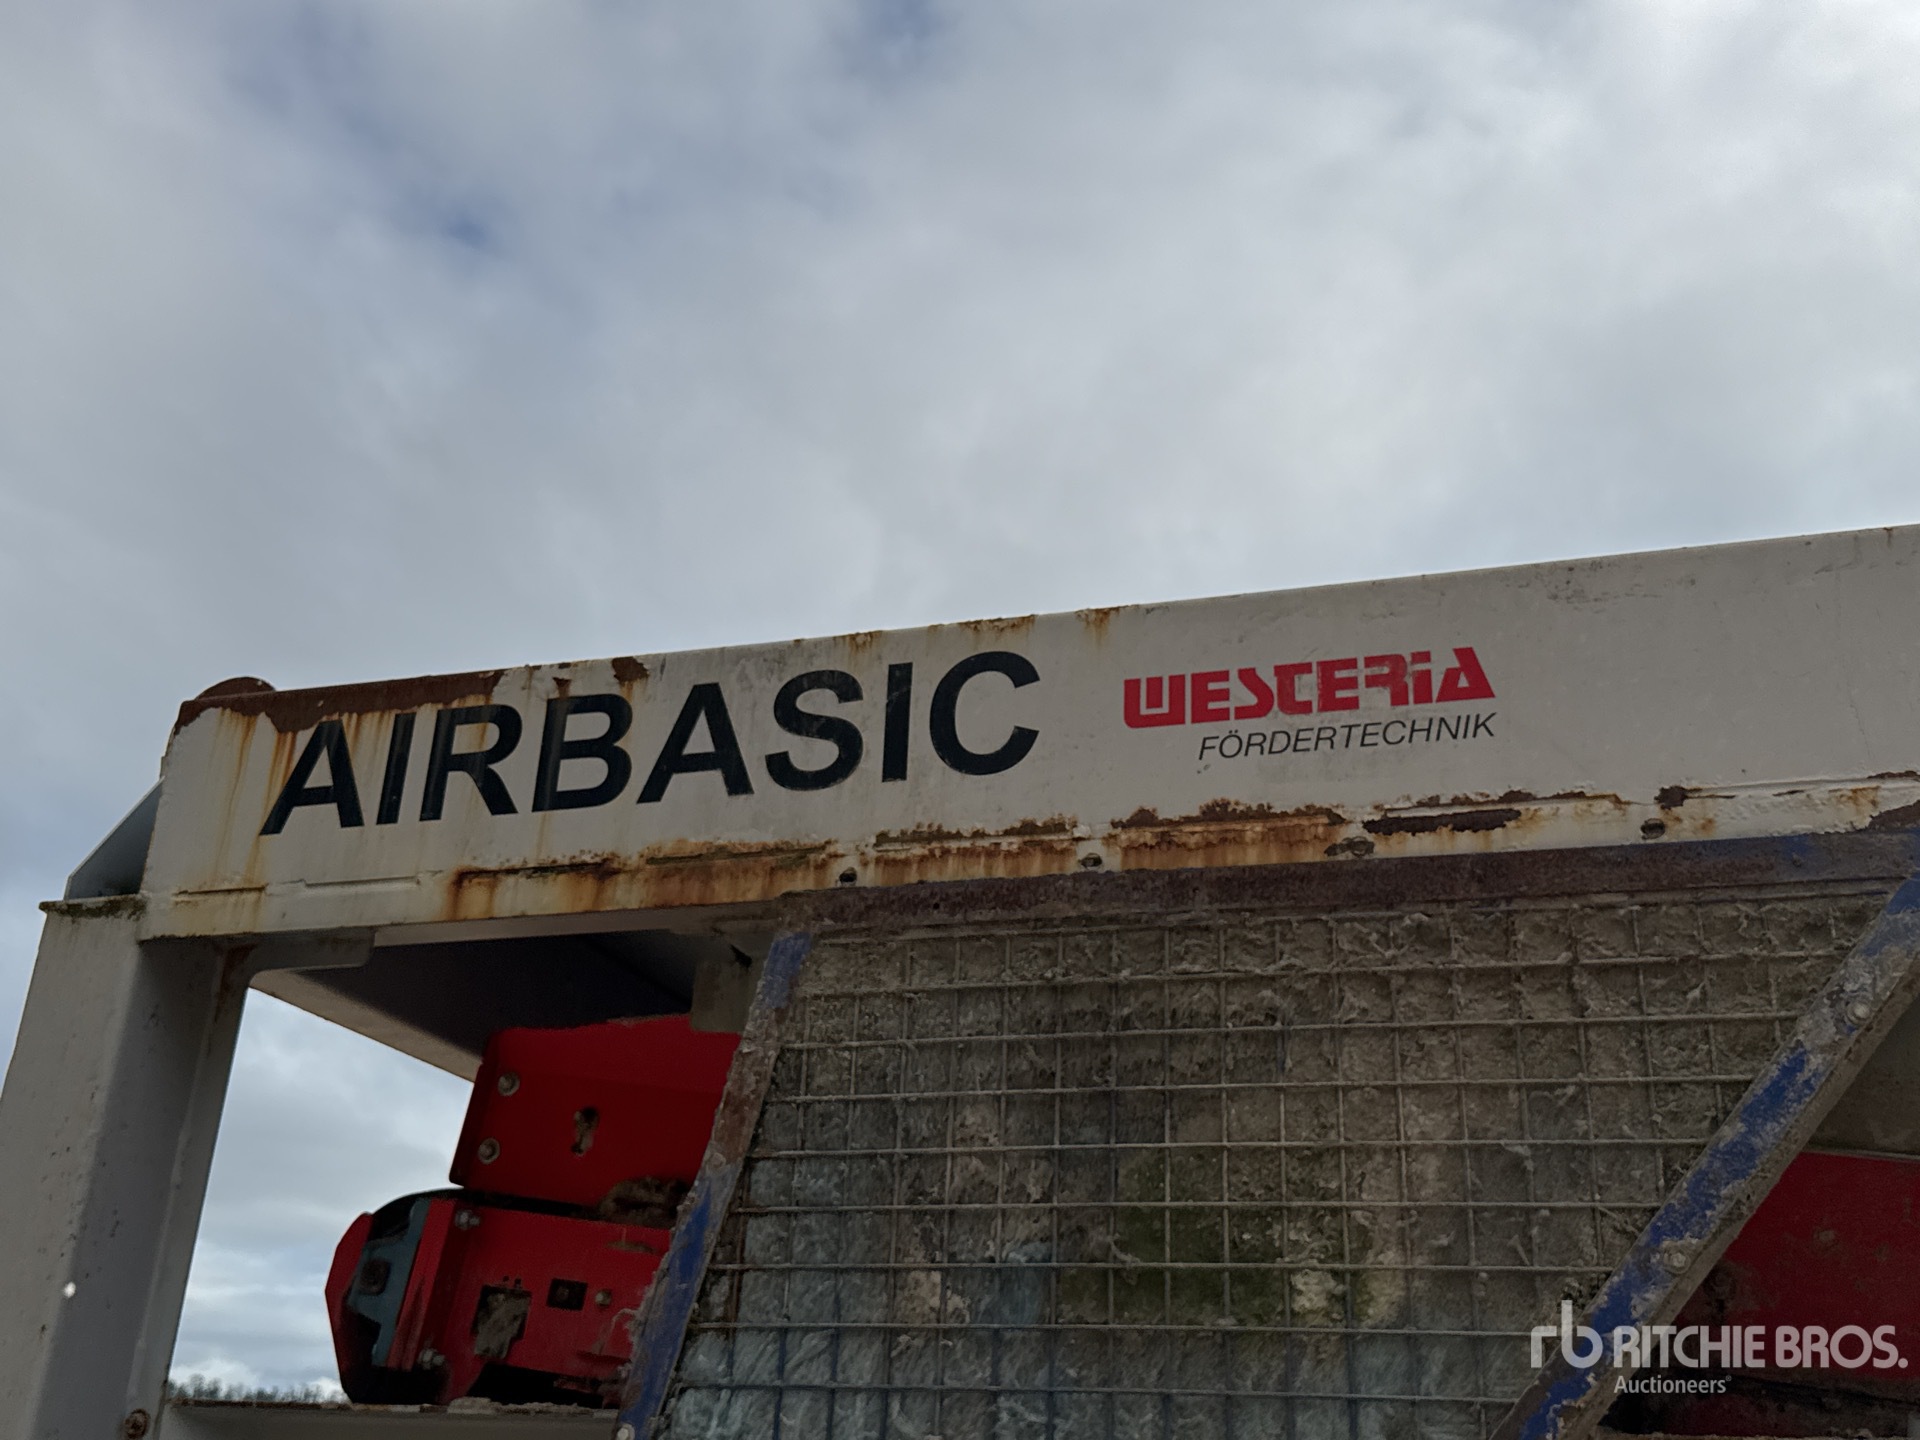 AIRBASIC
WESTERiA
FÖRDERTECHNIK
rb RITCHIE BROS.
Auctioneers